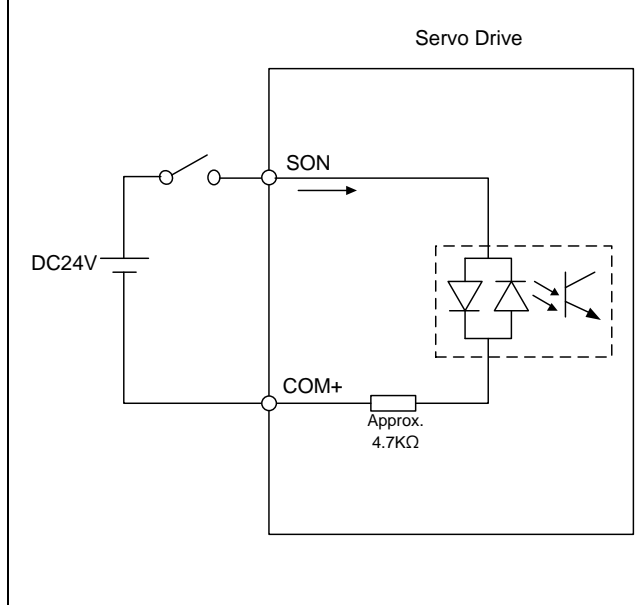 Servo Drive
SON
DC24V
COM+
Approx.
4.7KΩ